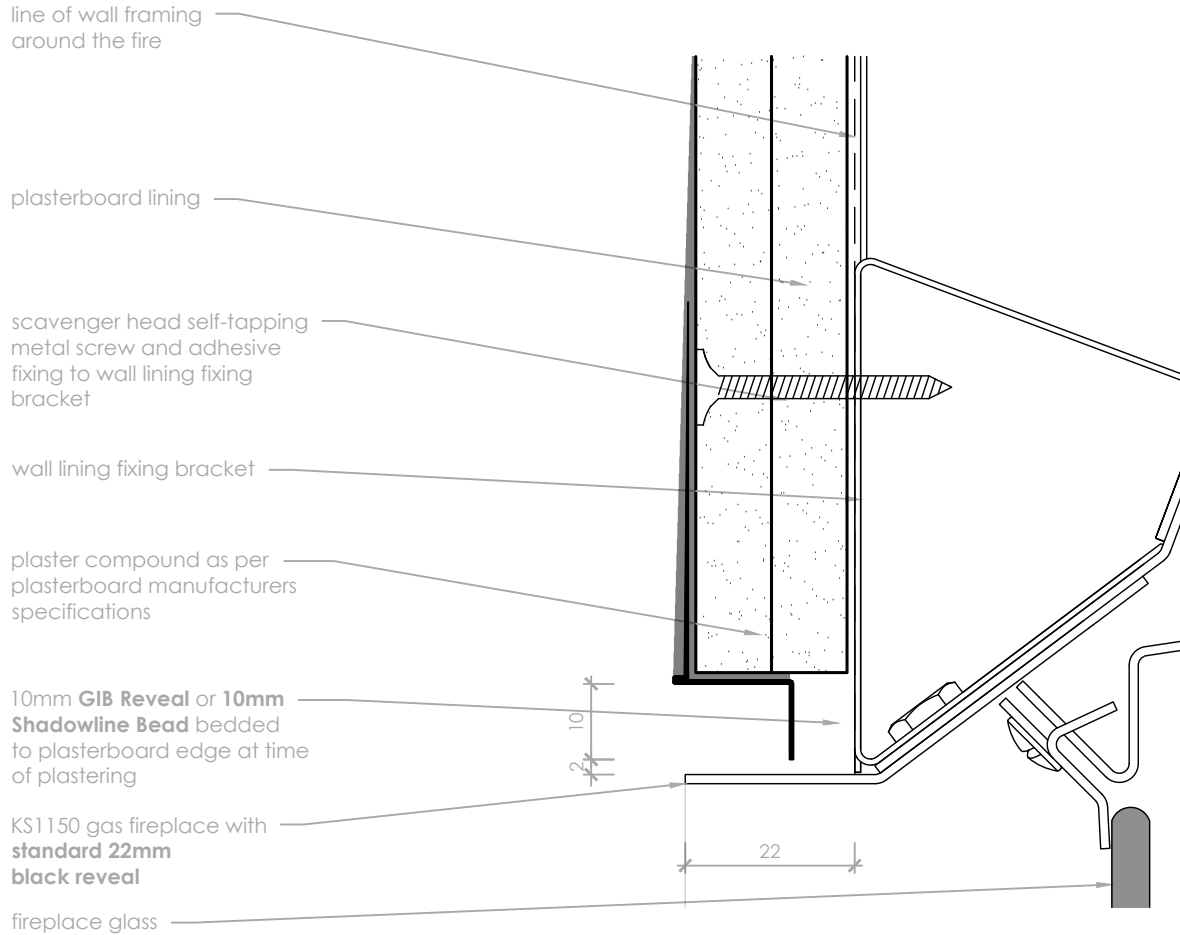 line of wall framing
around the fire
plasterboard lining
scavenger head self-tapping
metal screw and adhesive
fixing to wall lining fixing
bracket
wall lining fixing bracket
plaster compound as per
plasterboard manufacturers
specifications
10mm GIB Reveal or 10mm
Shadowline Bead bedded
to plasterboard edge at time
of plastering
10
2
KS1150 gas fireplace with
standard 22mm
black reveal
22
fireplace glass